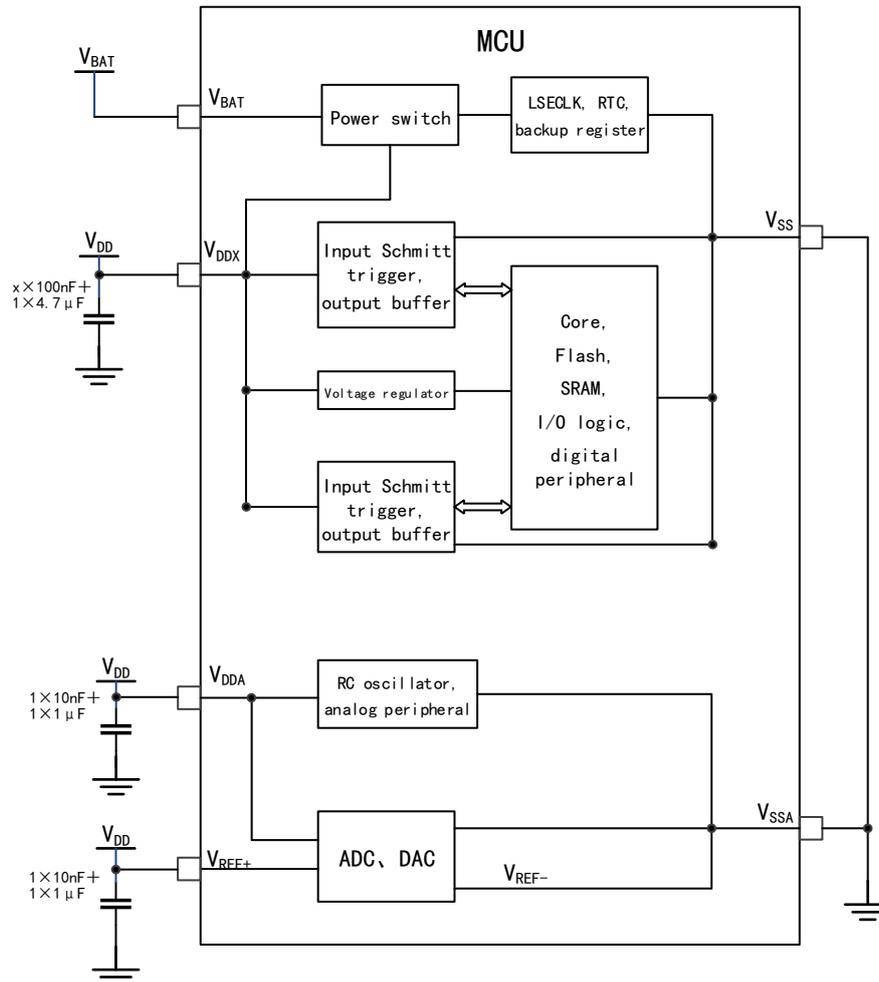 MCU
VBAT
VBAT
Power switch
LSECLK, RTC,
backup register
VSS
VDD
VDDX
x×100nF+
1×4.7μF
Input Schmitt
trigger,
output buffer
Core,
Flash,
SRAM,
I/O logic,
digital
peripheral
Voltage regulator
Input Schmitt
trigger,
output buffer
VDD
VDDA
1×10nF+
1×1μF
RC oscillator,
analog peripheral
VSSA
VDD
VREF+
1×10nF+
1×1μF
ADC、DAC
VREF-